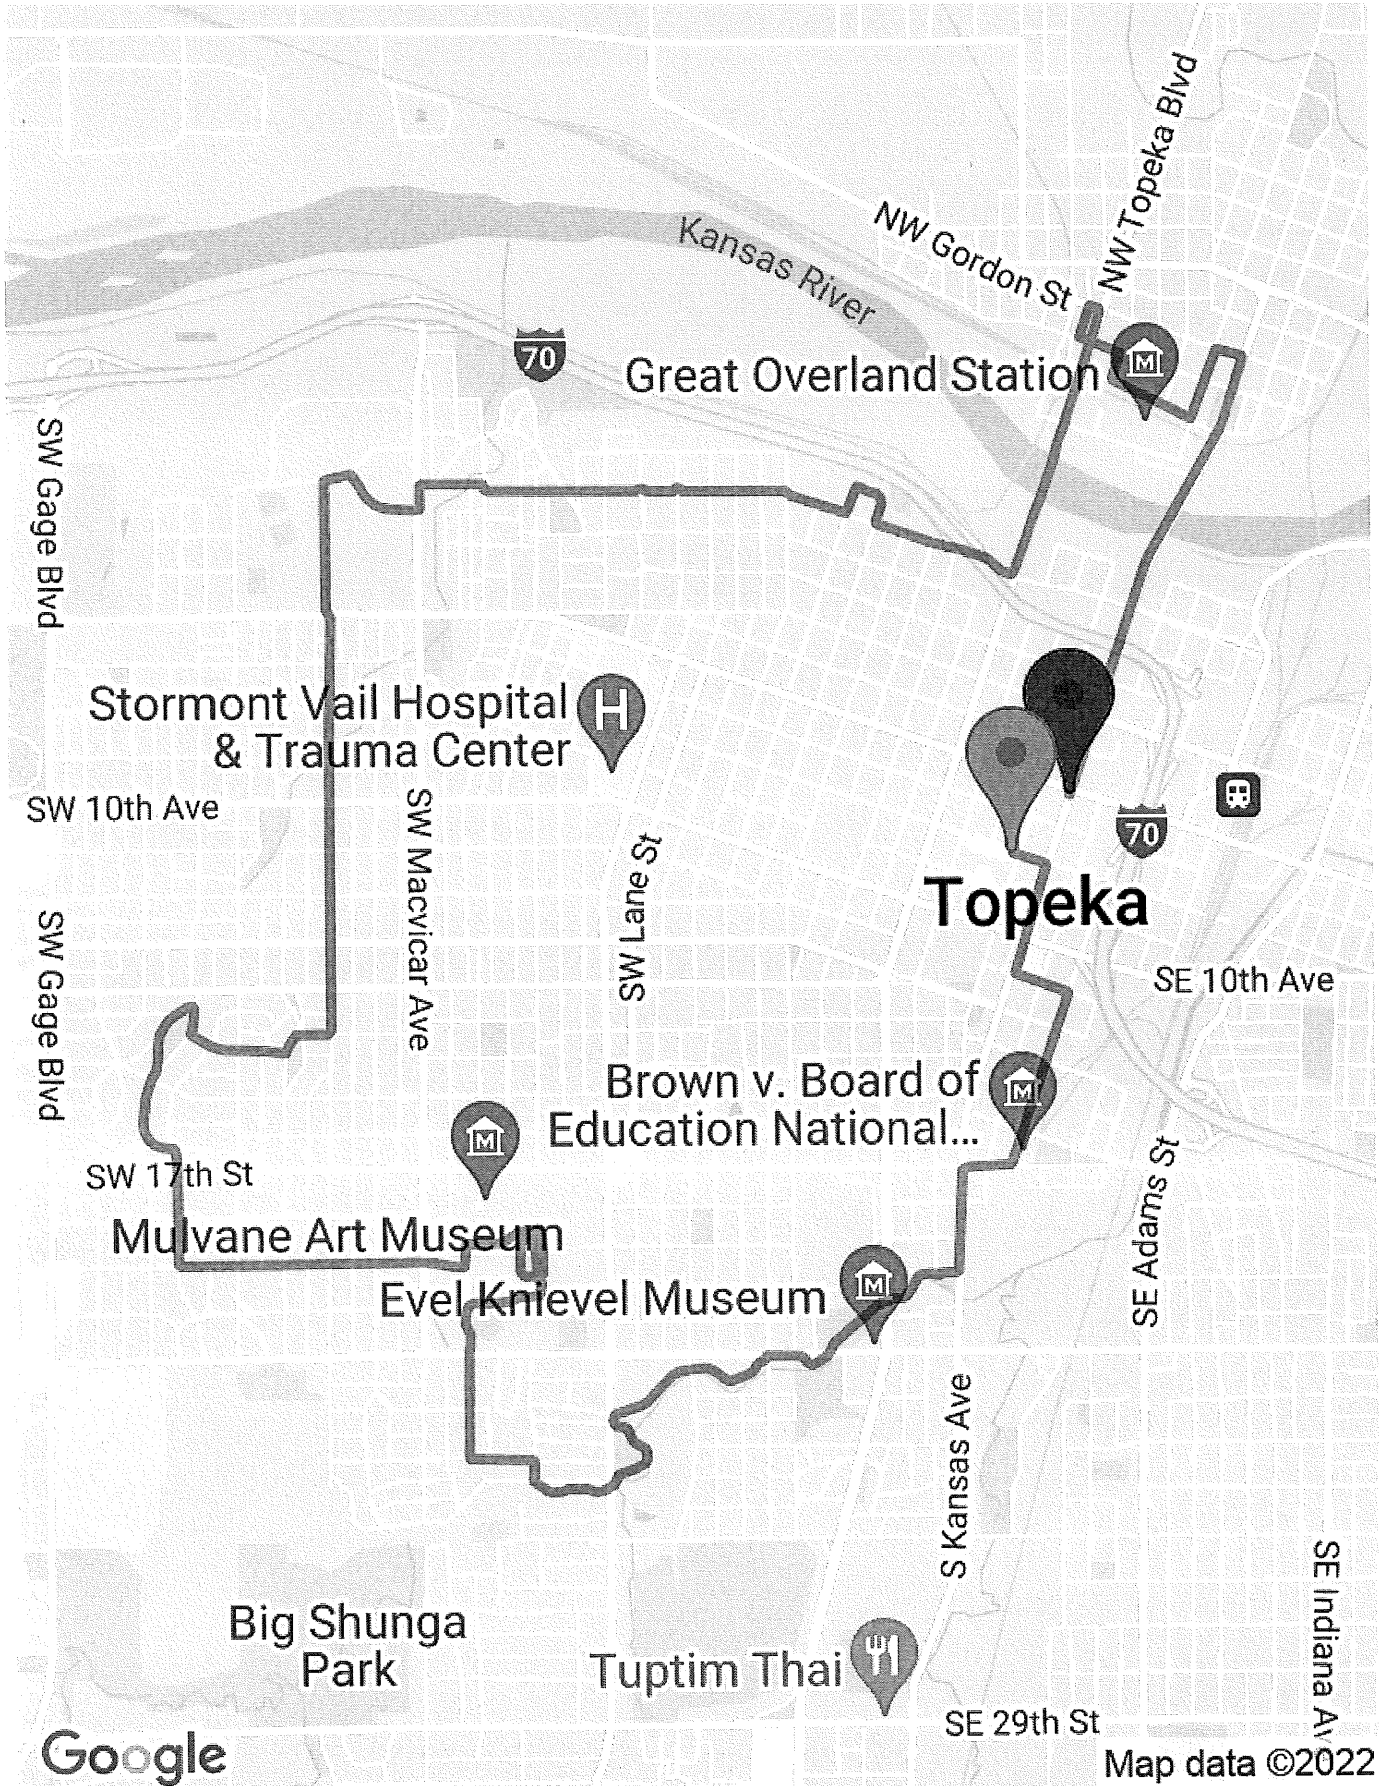 NW Topeka Blvd
NW Gordon St
Kansas River
70
Great Overland Station
SW Gage Blvd
Stormont Vail Hospital
& Trauma Center
H
SW 10th Ave
SW Macvicar Ave
SW Lane St
70
Topeka
SE 10th Ave
SW Gage Blvd
Brown v. Board of
Education National...
M
M
M
M
SW 17th St
Mulvane Art Museum
SE Adams St
Evel Knievel Museum
S Kansas Ave
Big Shunga
Park
Tuptim Thai
SE Indiana Av
SE 29th St
Google
Map data ©2022